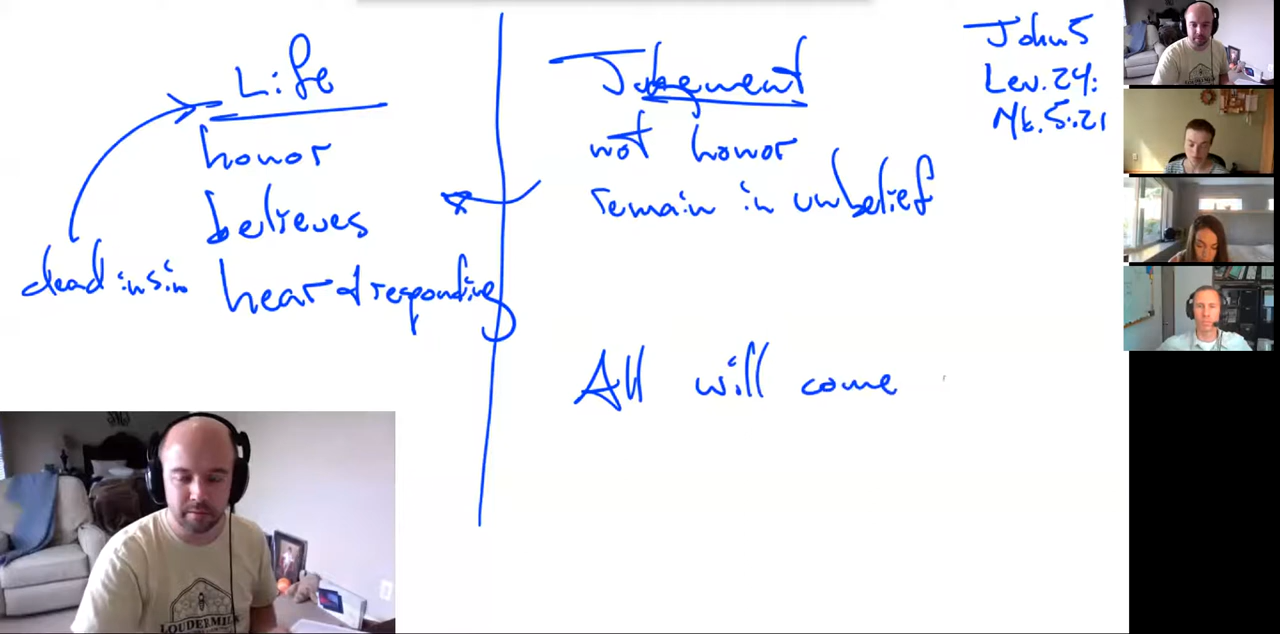 Life
honor
believes
dead in sin
hear & responding
Judgement
not honor
remain in unbelief
All will come
John 5
Lev. 24:
Mk. 5:21
LOUDERMILK